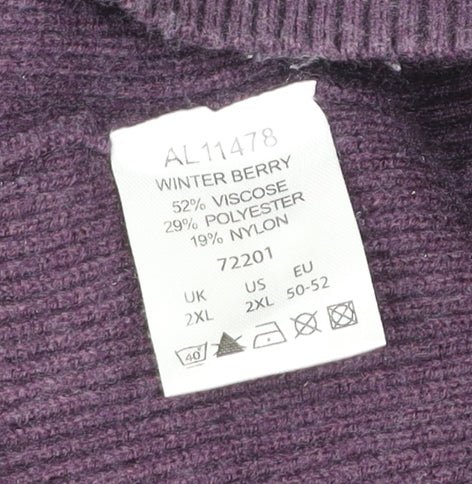 AL11478
WINTER BERRY
52% VISCOSE
29% POLYESTER
19% NYLON
72201
UK US EU
2XL 2XL 50-52
40°